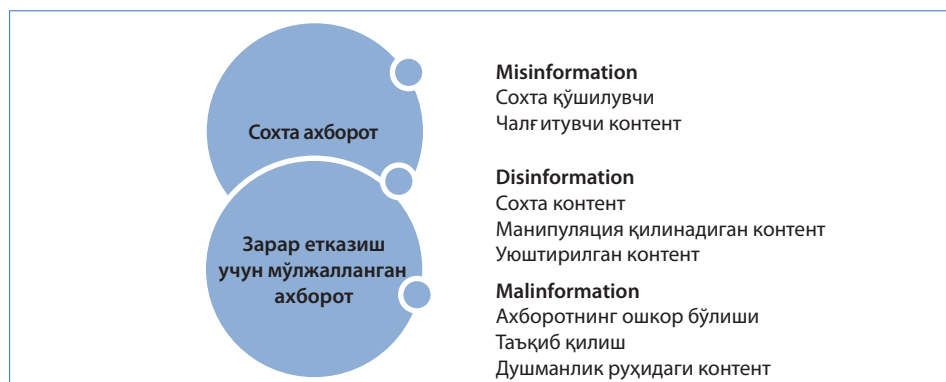 Сохта ахборот
Зарар етказиш
учун мўлжалланган
ахборот
Misinformation
Сохта қўшилувчи
Чалғитувчи контент
Disinformation
Сохта контент
Манипуляция қилинадиган контент
Уюштирилган контент
Malinformation
Ахборотнинг ошкор бўлиши
Таъқиб қилиш
Душманлик руҳидаги контент